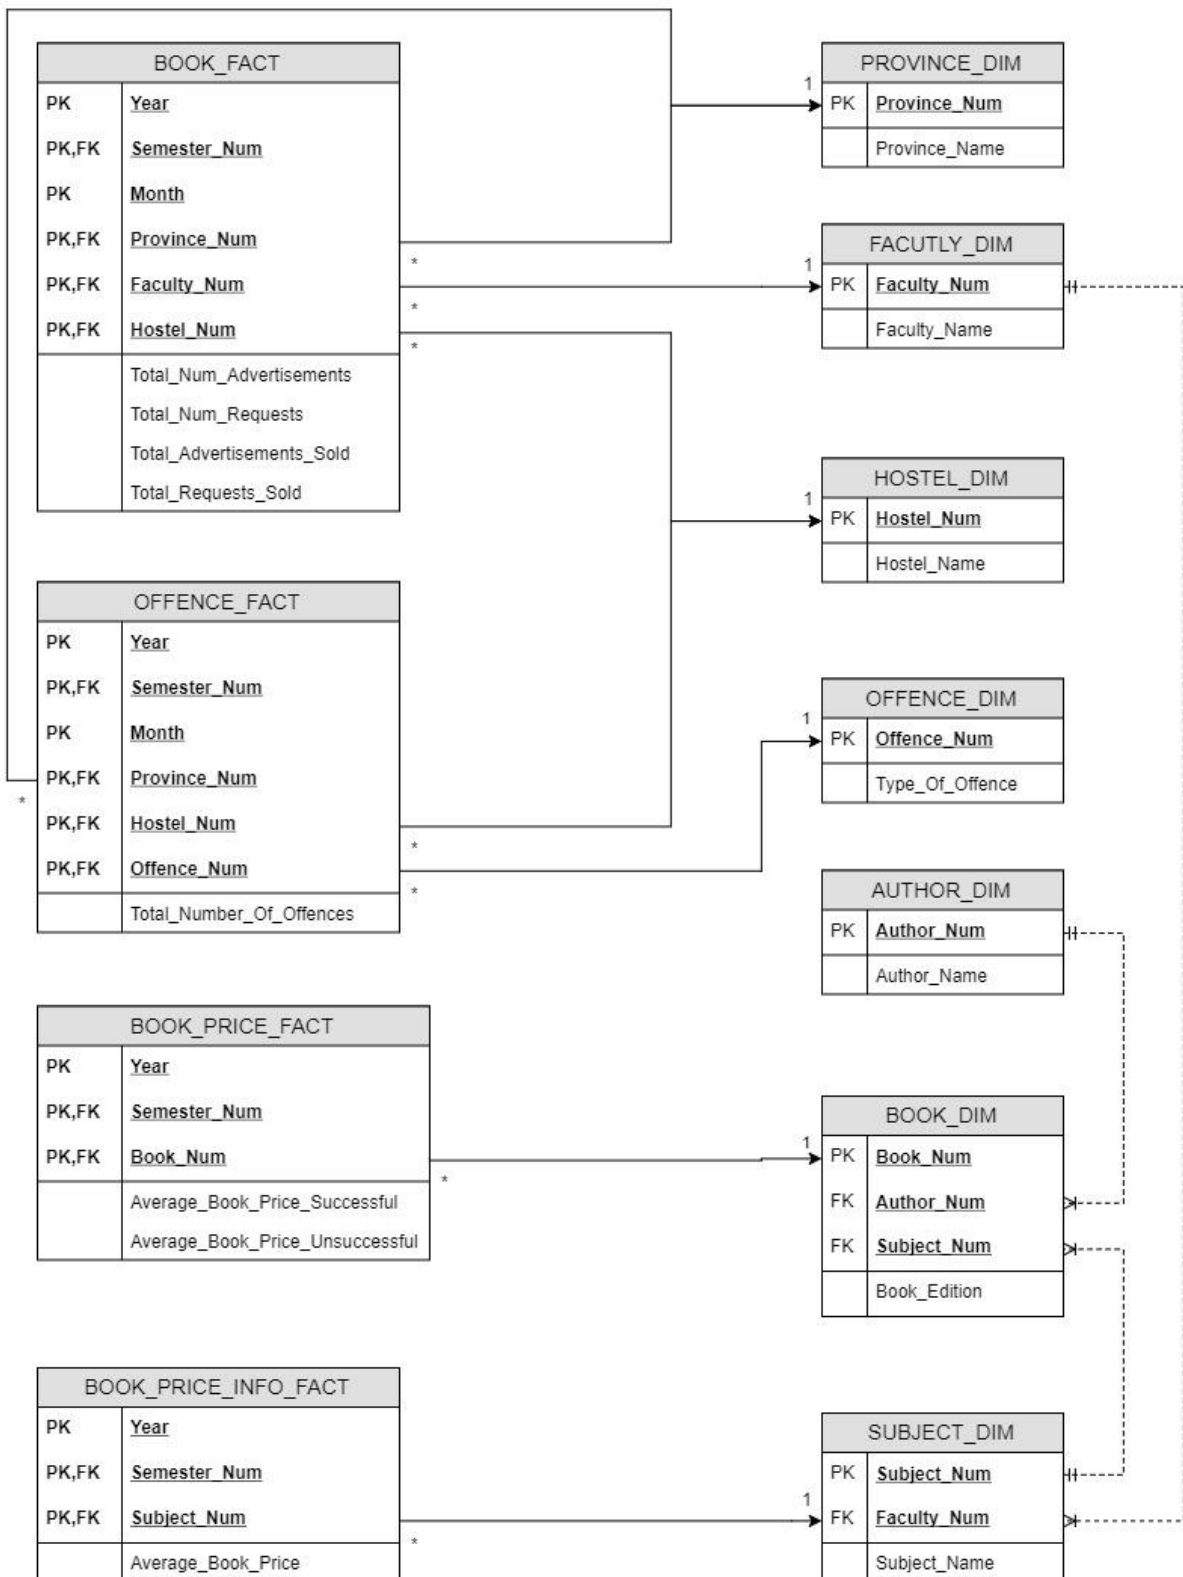 BOOK_FACT
PK Year
PK,FK Semester_Num
PK Month
PK,FK Province_Num
PK,FK Faculty_Num
PK,FK Hostel_Num
Total_Num_Advertisements
Total_Num_Requests
Total_Advertisements_Sold
Total_Requests_Sold
*
*
*
PROVINCE_DIM
1
PK Province_Num
Province_Name
FACUTLY_DIM
1
PK Faculty_Num
Faculty_Name
HOSTEL_DIM
1
PK Hostel_Num
Hostel_Name
OFFENCE_FACT
PK Year
PK,FK Semester_Num
PK Month
PK,FK Province_Num
PK,FK Hostel_Num
PK,FK Offence_Num
Total_Number_Of_Offences
*
*
*
OFFENCE_DIM
1
PK Offence_Num
Type_Of_Offence
AUTHOR_DIM
PK Author_Num
Author_Name
BOOK_PRICE_FACT
PK Year
PK,FK Semester_Num
PK,FK Book_Num
Average_Book_Price_Successful
Average_Book_Price_Unsuccessful
*
BOOK_DIM
1
PK Book_Num
FK Author_Num
FK Subject_Num
Book_Edition
BOOK_PRICE_INFO_FACT
PK Year
PK,FK Semester_Num
PK,FK Subject_Num
Average_Book_Price
*
SUBJECT_DIM
PK Subject_Num
1
FK Faculty_Num
Subject_Name